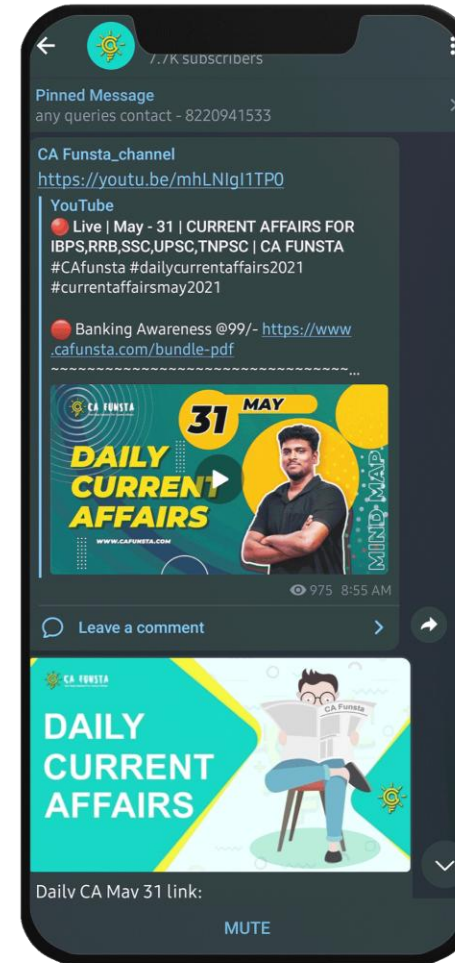 7.7K subscribers
Pinned Message
any queries contact - 8220941533
CA Funsta_channel
https://youtu.be/mhLNIgI1TP0
YouTube
🔴 Live | May - 31 | CURRENT AFFAIRS FOR
IBPS,RRB,SSC,UPSC,TNPSC | CA FUNSTA
#CAfunsta #dailycurrentaffairs2021
#currentaffairsmay2021
🔴 Banking Awareness @99/- https://www
.cafunsta.com/bundle-pdf
~~~~~~~~~~~~~~~~~~~~~~~~~~~~~~~~~...
CA FUNSTA
31 MAY
DAILY
CURRENT
AFFAIRS
WWW.CAFUNSTA.COM
MIND MAP
975 8:55 AM
Leave a comment
CA FUNSTA
CA Funsta
DAILY
CURRENT
AFFAIRS
Daily CA May 31 link:
MUTE